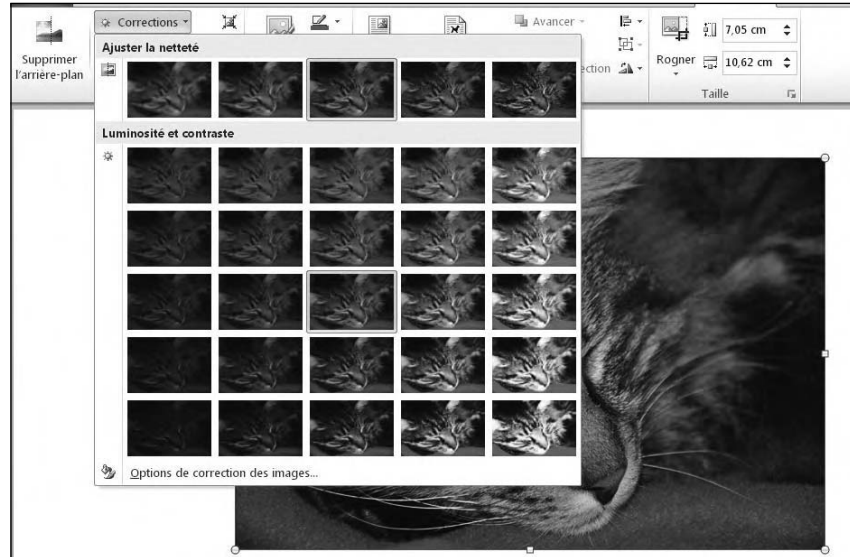 Corrections
Avancer
7,05 cm
Supprimer
l'arrière-plan
Ajuster la netteté
ection
Rogner
10,62 cm
Taille
Luminosité et contraste
Options de correction des images...